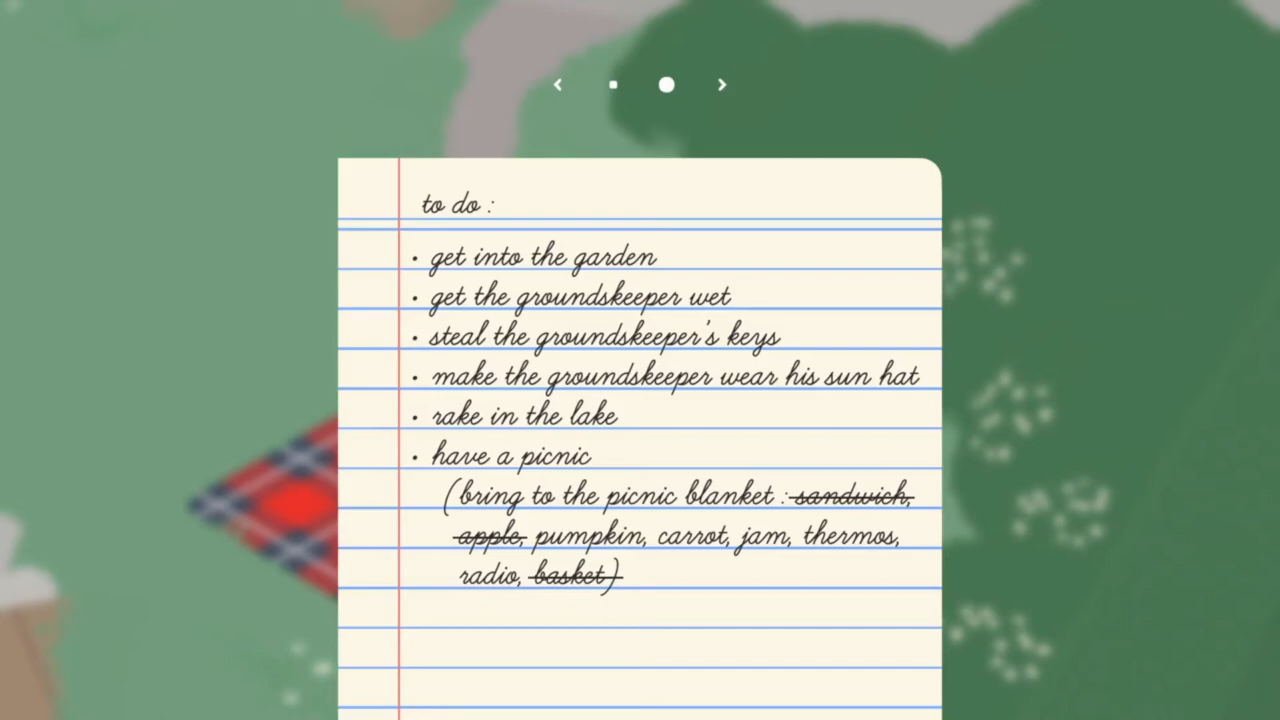 to do :
• get into the garden
• get the groundskeeper wet
• steal the groundskeeper's keys
• make the groundskeeper wear his sun hat
• rake in the lake
• have a picnic
(bring to the picnic blanket : sandwich,
apple, pumpkin, carrot, jam, thermos,
radio, basket)